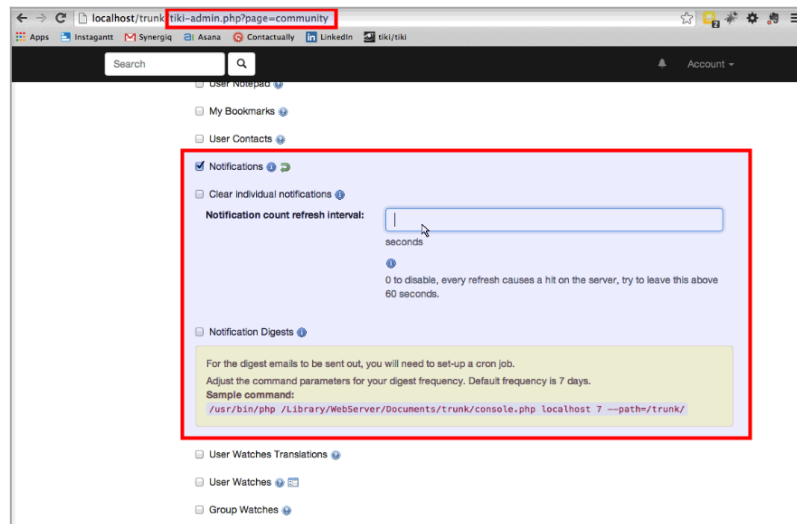 localhost/trunk/tiki-admin.php?page=community
Apps Instagantt Synergiq Asana Contactually LinkedIn tiki/tiki
Search Account
User Notepad
My Bookmarks
User Contacts
Notifications
Clear individual notifications
Notification count refresh interval:
seconds
0 to disable, every refresh causes a hit on the server, try to leave this above
60 seconds.
Notification Digests
For the digest emails to be sent out, you will need to set-up a cron job.
Adjust the command parameters for your digest frequency. Default frequency is 7 days.
Sample command:
/usr/bin/php /Library/WebServer/Documents/trunk/console.php localhost 7 --path=/trunk/
User Watches Translations
User Watches
Group Watches